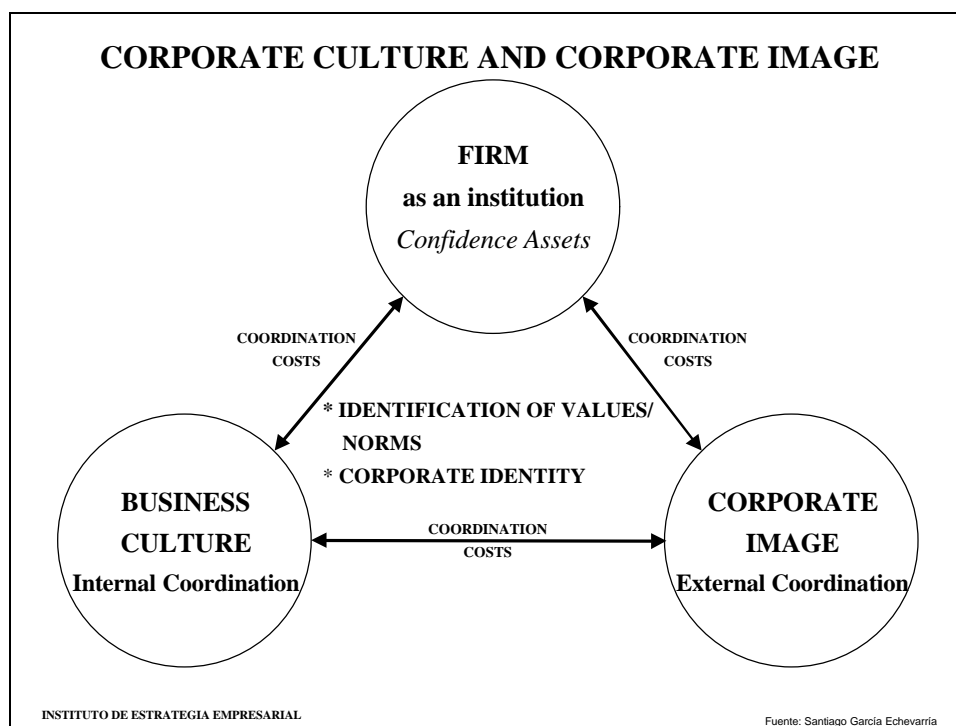 CORPORATE CULTURE AND CORPORATE IMAGE
FIRM
as an institution
Confidence Assets
COORDINATION
COSTS
COORDINATION
COSTS
* IDENTIFICATION OF VALUES/
NORMS
* CORPORATE IDENTITY
BUSINESS
CULTURE
Internal Coordination
COORDINATION
COSTS
CORPORATE
IMAGE
External Coordination
INSTITUTO DE ESTRATEGIA EMPRESARIAL
Fuente: Santiago García Echevarría